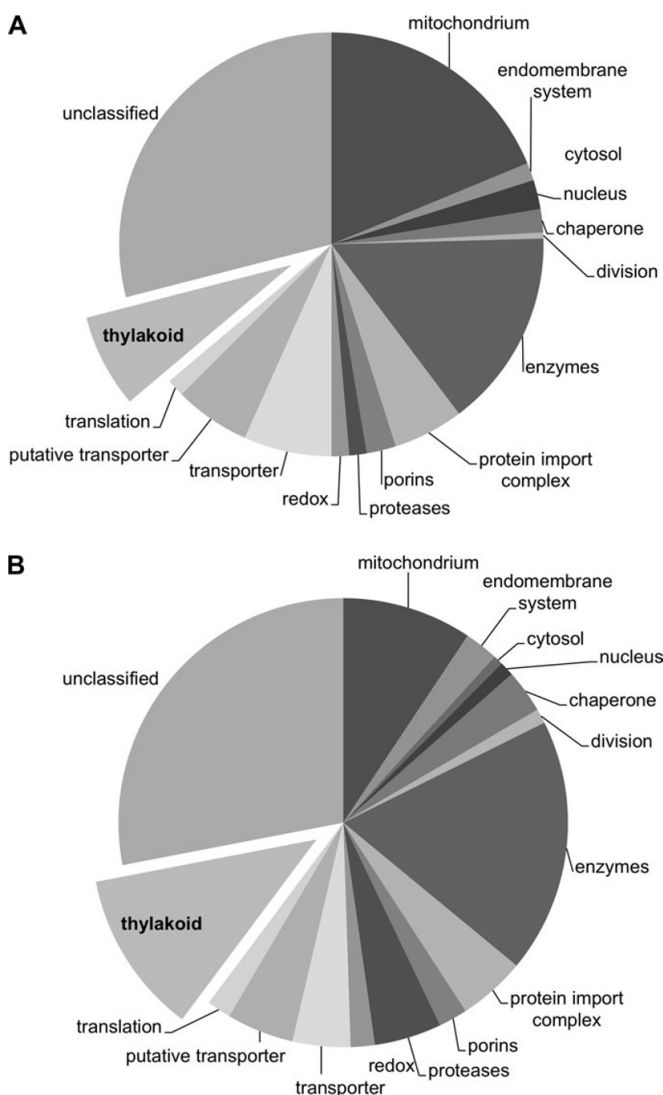 A
mitochondrium
endomembrane
system
unclassified
cytosol
nucleus
chaperone
division
thylakoid
enzymes
translation
putative transporter
transporter
protein import
complex
porins
redox
proteases
B
mitochondrium
endomembrane
system
cytosol
nucleus
unclassified
chaperone
division
enzymes
thylakoid
protein import
complex
translation
putative transporter
porins
redox
proteases
transporter